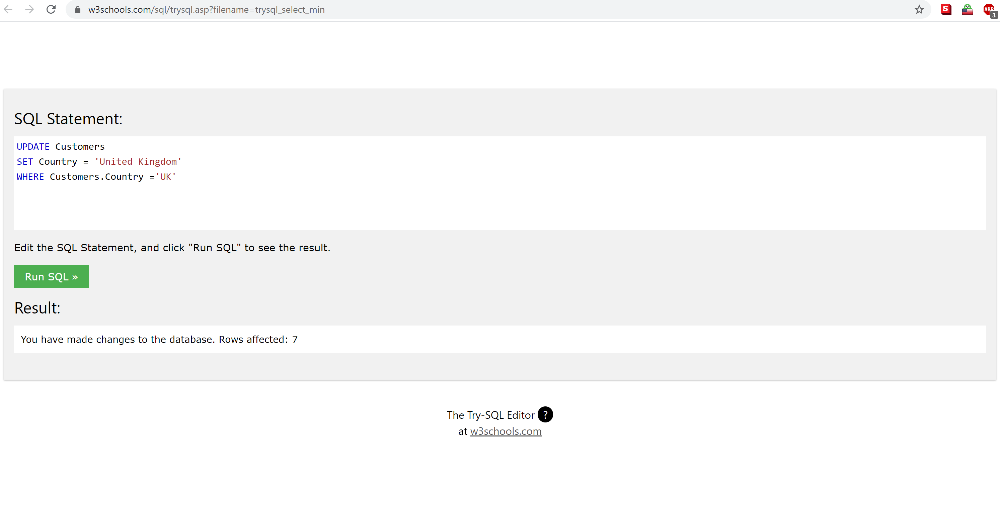 w3schools.com/sql/trysql.asp?filename=trysql_select_min
S
ABP
3
SQL Statement:
UPDATE Customers
SET Country = 'United Kingdom'
WHERE Customers.Country ='UK'
Edit the SQL Statement, and click "Run SQL" to see the result.
Run SQL »
Result:
You have made changes to the database. Rows affected: 7
The Try-SQL Editor ?
at w3schools.com